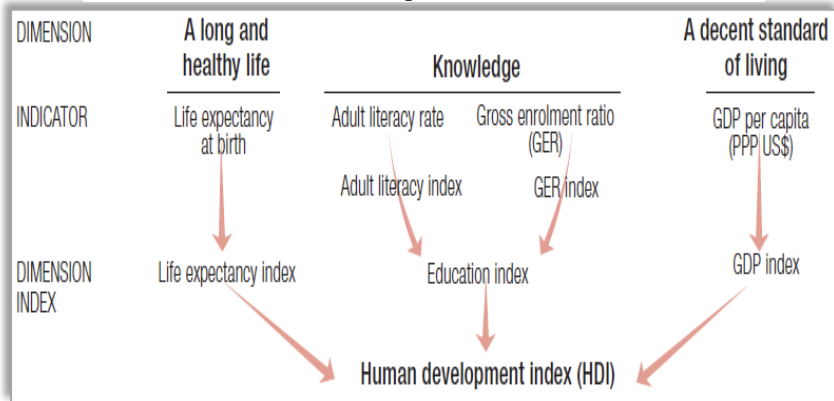 DIMENSION
A long and
healthy life
Knowledge
A decent standard
of living
INDICATOR
Life expectancy
at birth
Adult literacy rate
Gross enrolment ratio
(GER)
GDP per capita
(PPP US$)
Adult literacy index
GER index
DIMENSION
INDEX
Life expectancy index
Education index
GDP index
Human development index (HDI)